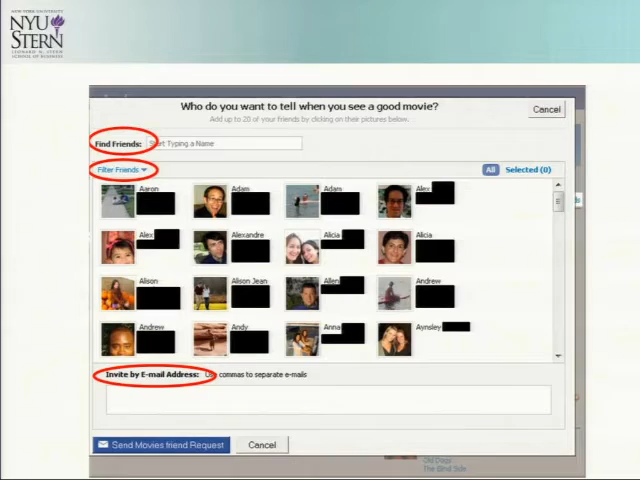 NEW YORK UNIVERSITY
NYU
STERN
LEONARD N. STERN
SCHOOL OF BUSINESS
Who do you want to tell when you see a good movie?
Add up to 20 of your friends by clicking on their pictures below.
Cancel
Find Friends: Start Typing a Name
Filter Friends
All Selected (0)
Aaron Adam Adam Alex
Alex Alexandre Alicia Alicia
Alison Alison Jean Allen Andrew
Andrew Andy Anna Aynsley
Invite by E-mail Address: Use commas to separate e-mails
Send Movies friend Request Cancel
Old Dogs
The Blind Side